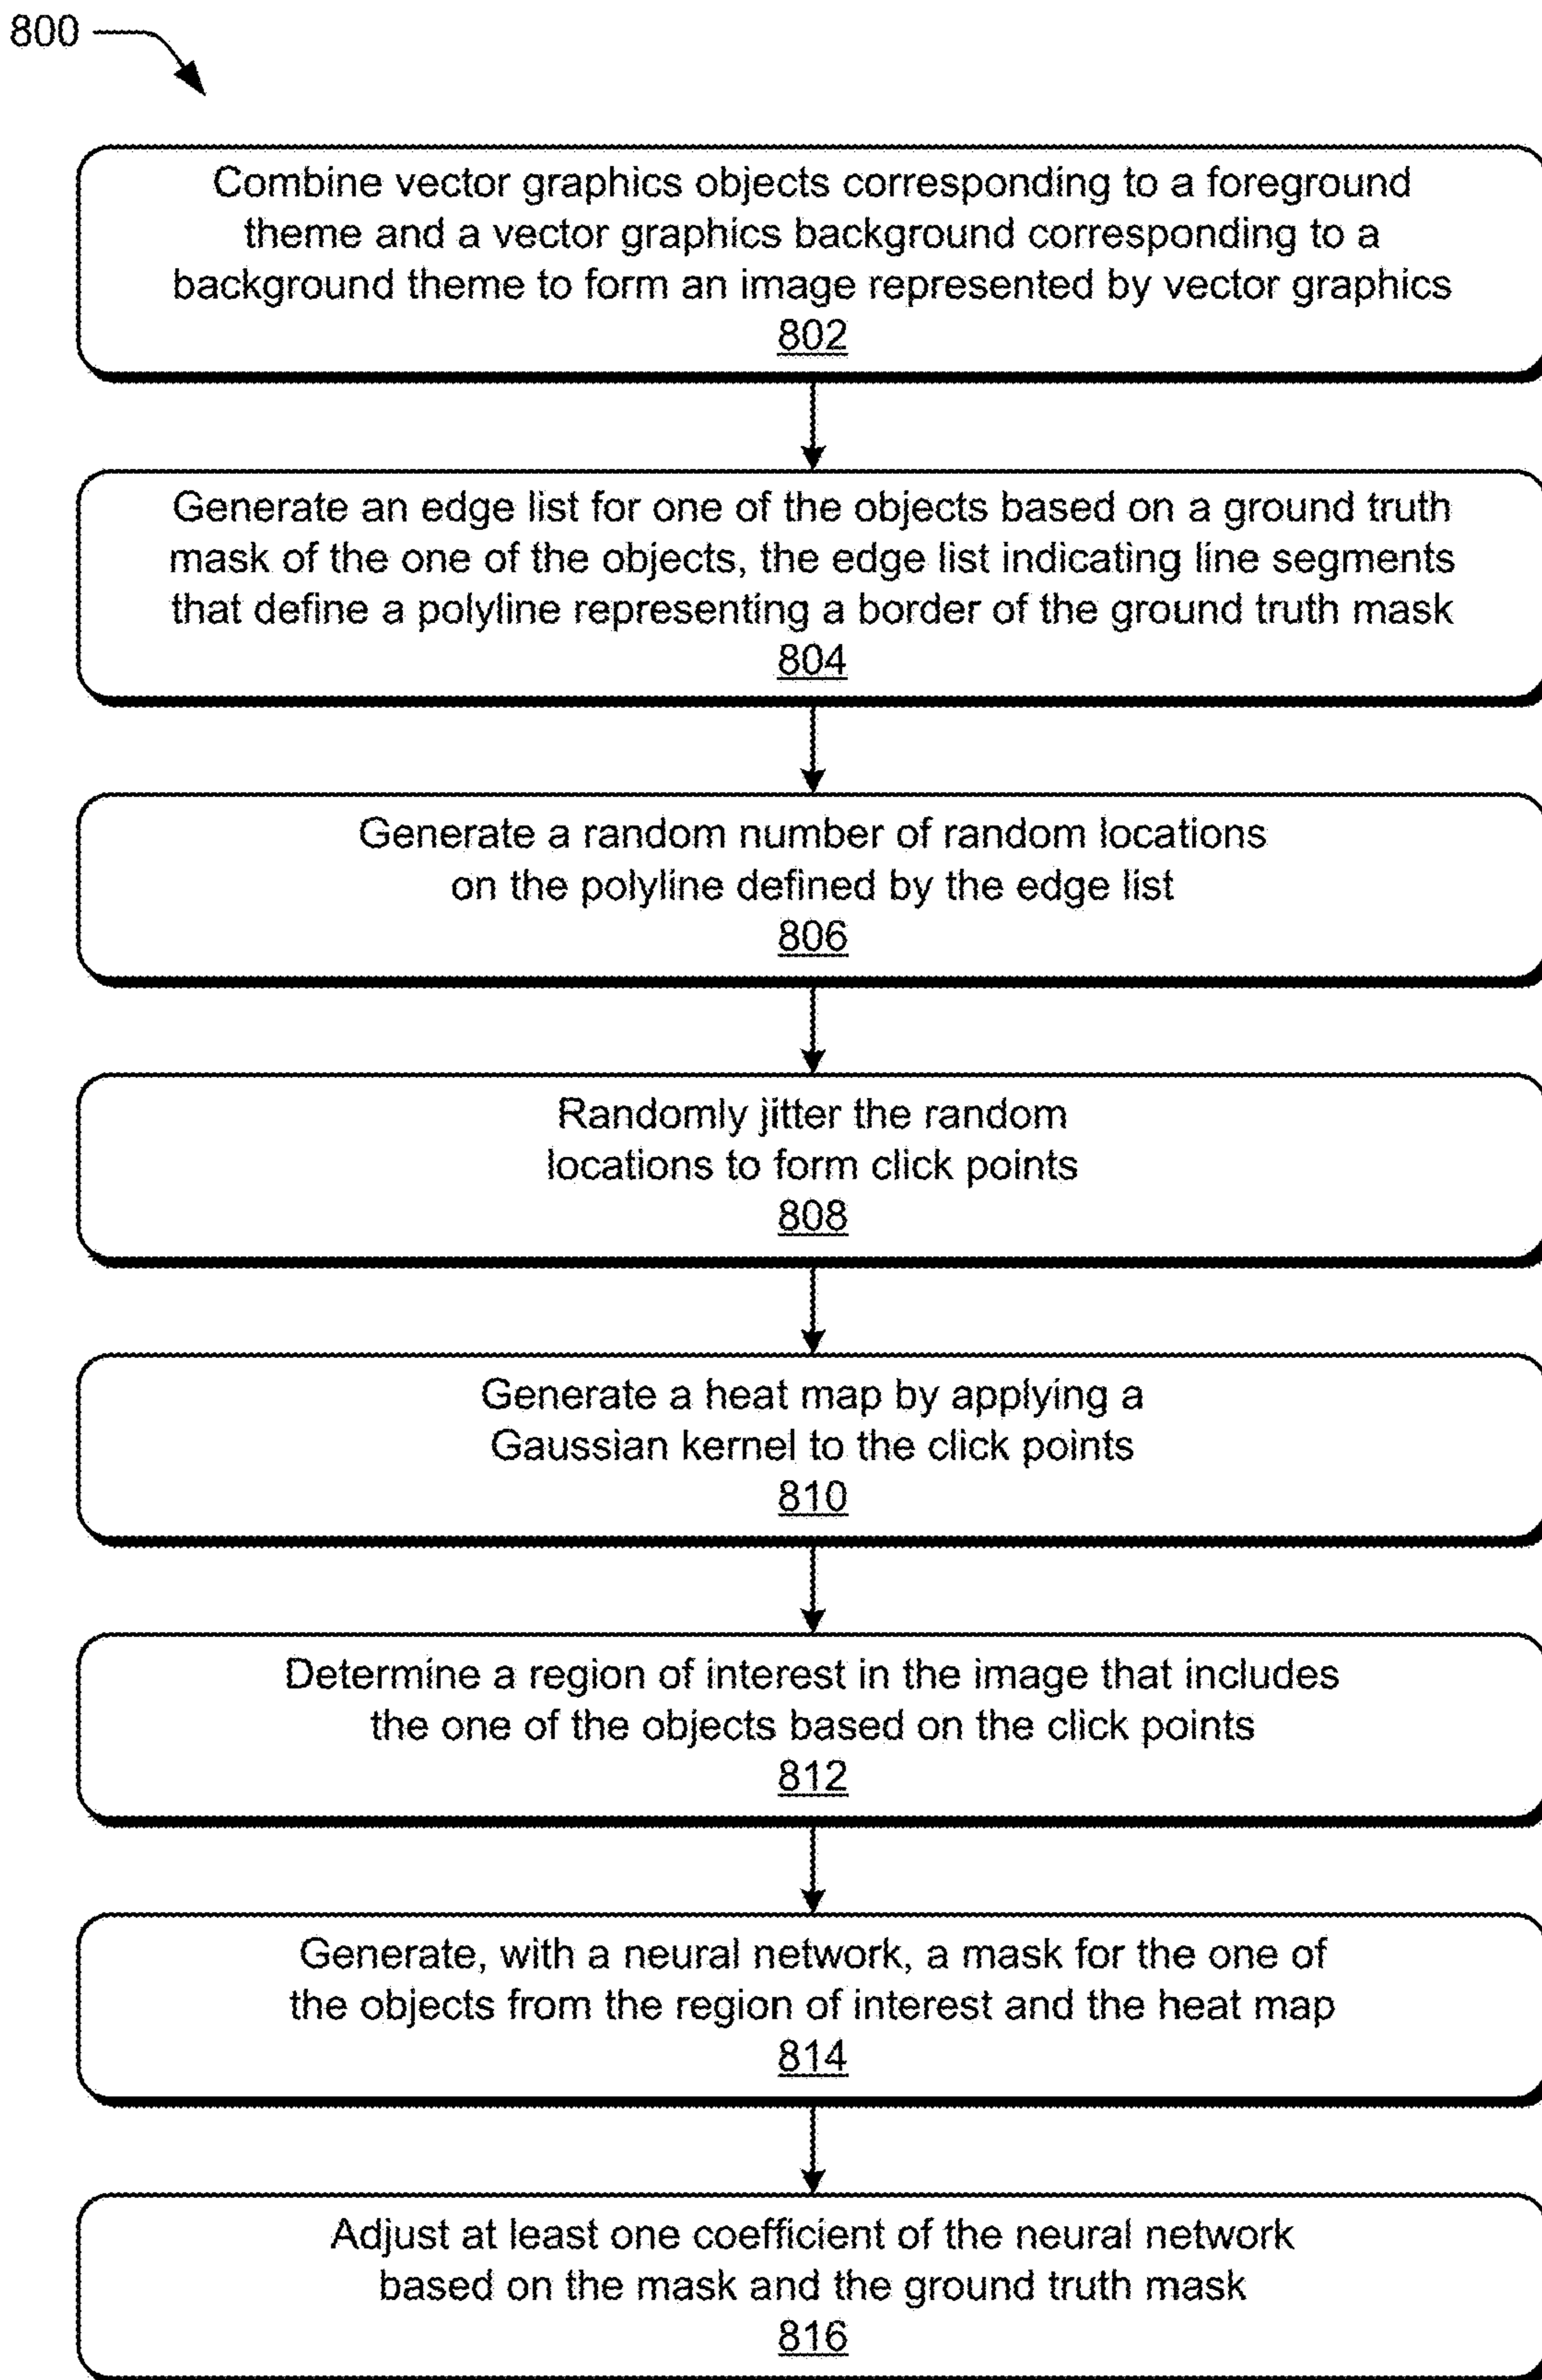 800
Combine vector graphics objects corresponding to a foreground
theme and a vector graphics background corresponding to a
background theme to form an image represented by vector graphics
802
Generate an edge list for one of the objects based on a ground truth
mask of the one of the objects, the edge list indicating line segments
that define a polyline representing a border of the ground truth mask
804
Generate a random number of random locations
on the polyline defined by the edge list
806
Randomly jitter the random
locations to form click points
808
Generate a heat map by applying a
Gaussian kernel to the click points
810
Determine a region of interest in the image that includes
the one of the objects based on the click points
812
Generate, with a neural network, a mask for the one of
the objects from the region of interest and the heat map
814
Adjust at least one coefficient of the neural network
based on the mask and the ground truth mask
816